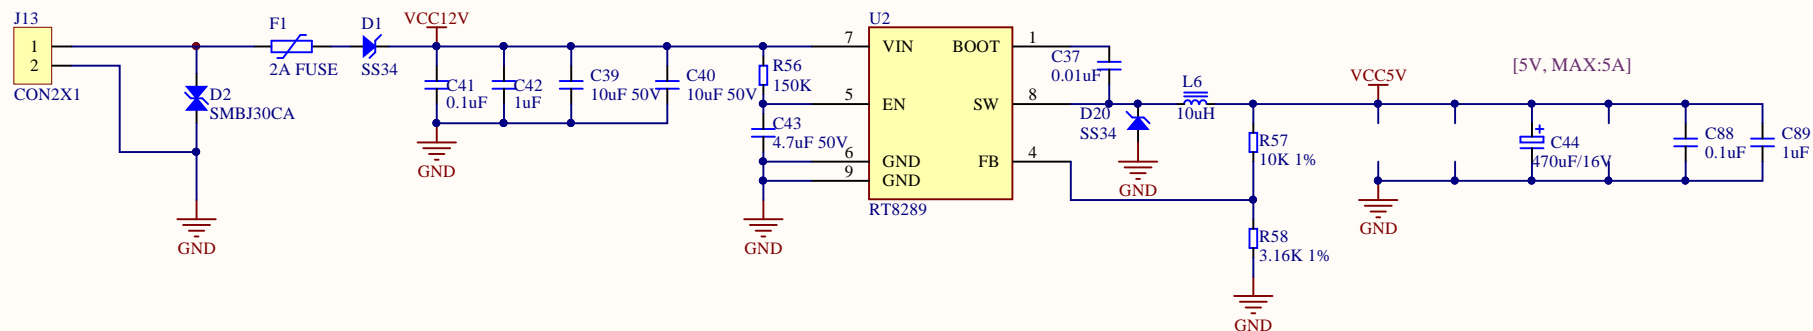 J13
1
2
CON2X1
F1
2A FUSE
D1
SS34
D2
SMBJ30CA
GND
VCC12V
C41
0.1uF
C42
1uF
C39
10uF 50V
C40
10uF 50V
GND
R56
150K
C43
4.7uF 50V
GND
U2
7
VIN
BOOT
1
5
EN
SW
8
6
GND
FB
4
9
GND
RT8289
C37
0.01uF
D20
SS34
GND
L6
10uH
R57
10K 1%
R58
3.16K 1%
GND
VCC5V
[5V, MAX:5A]
GND
C44
470uF/16V
C88
0.1uF
C89
1uF